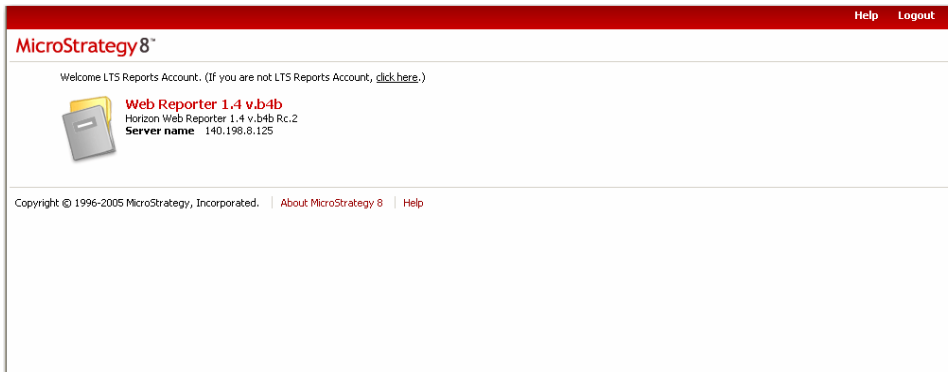 Help Logout
MicroStrategy 8™
Welcome LTS Reports Account. (If you are not LTS Reports Account, click here.)
Web Reporter 1.4 v.b4b
Horizon Web Reporter 1.4 v.b4b Rc.2
Server name 140.198.8.125
Copyright © 1996-2005 MicroStrategy, Incorporated. | About MicroStrategy 8 | Help